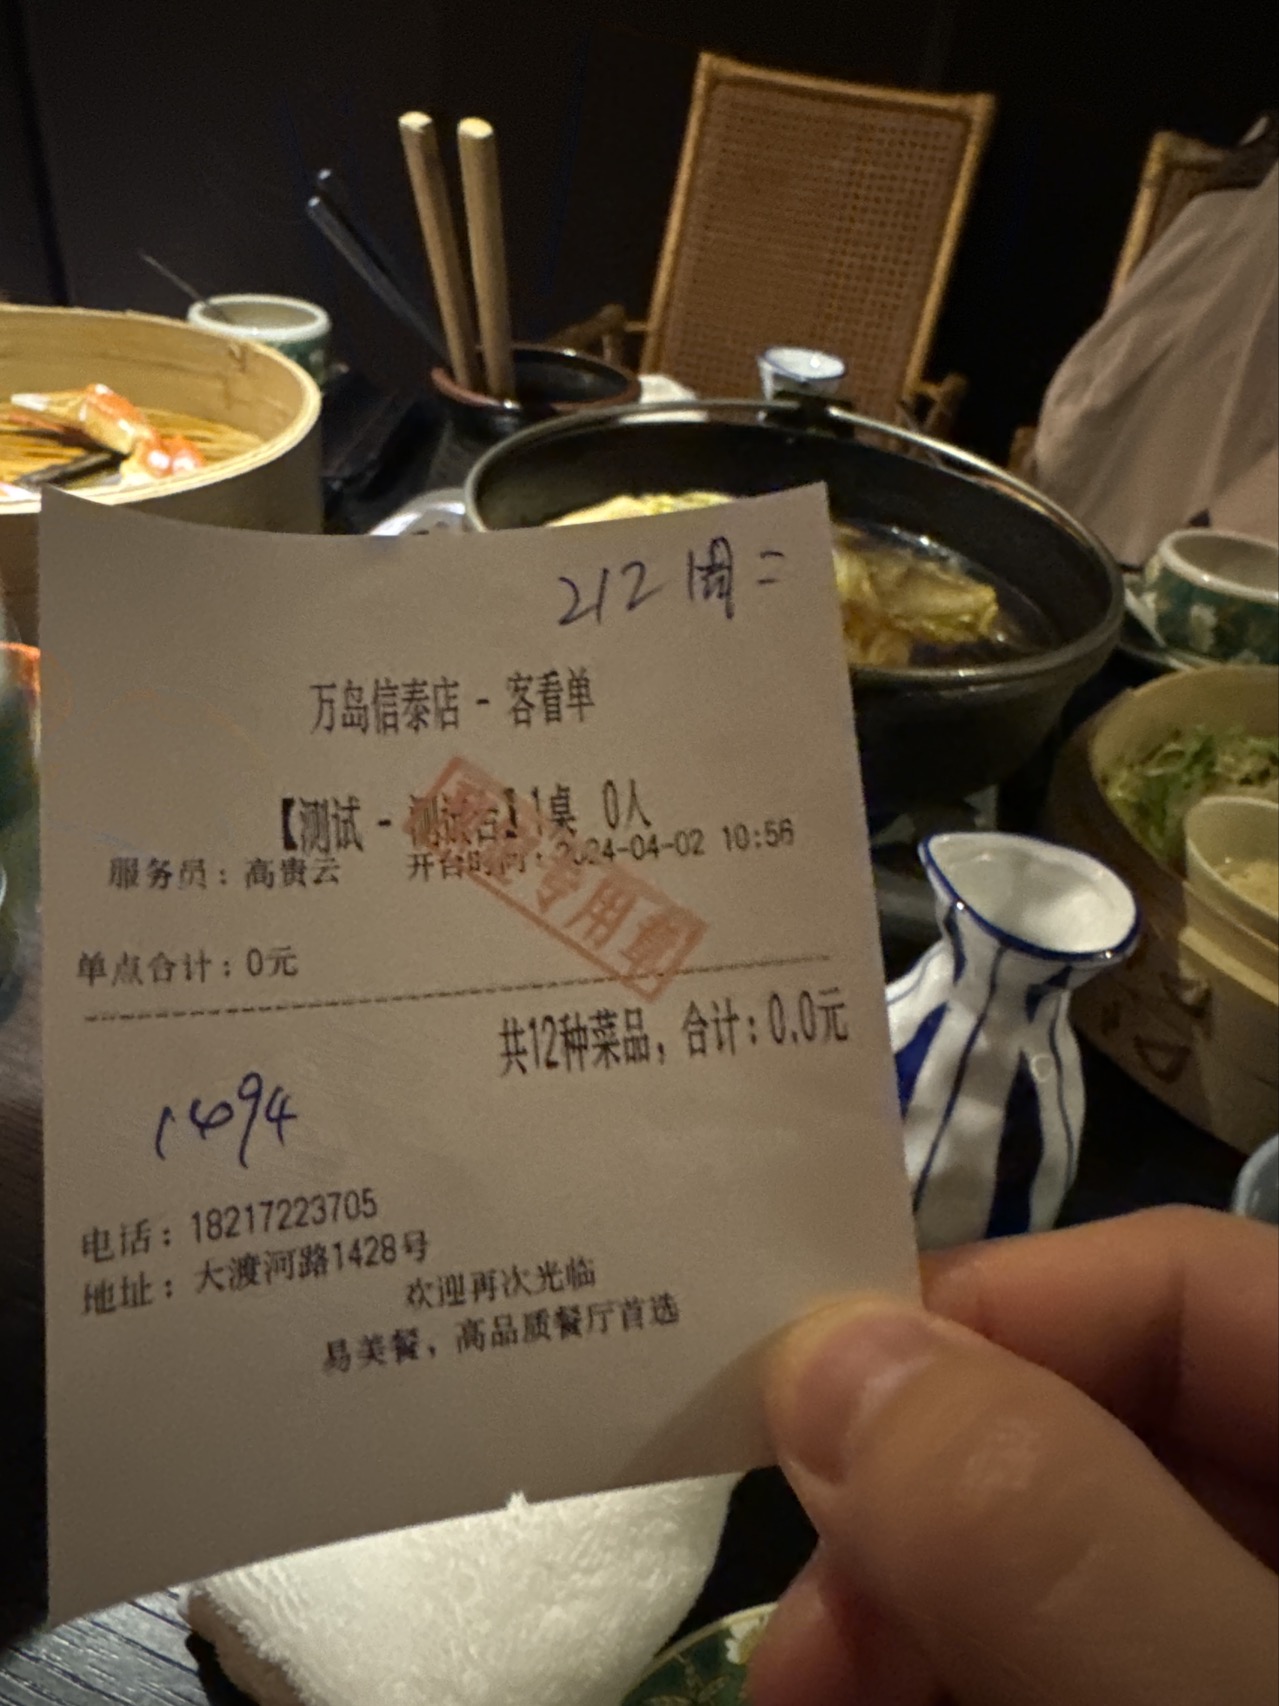 212 周二
万岛信泰店 - 客看单
【测试 - 测试台】1桌 0人
服务员：高贵云 开台时间：2024-04-02 10:56
专用章
单点合计：0元
共12种菜品，合计：0.0元
1494
电话：18217223705
地址：大渡河路1428号
欢迎再次光临
易美餐，高品质餐厅首选